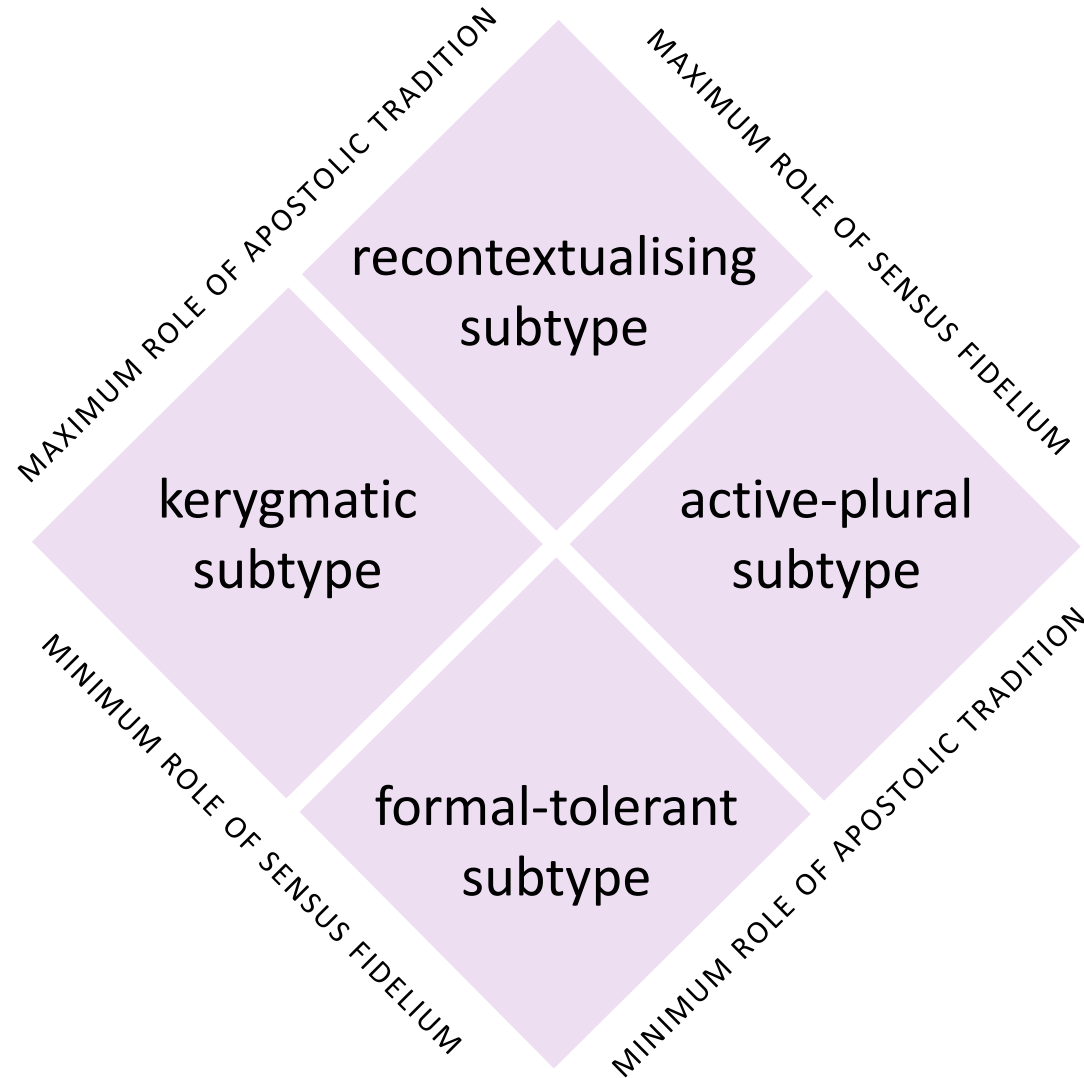 MAXIMUM ROLE OF APOSTOLIC TRADITION
MAXIMUM ROLE OF SENSUS FIDELIUM
recontextualising
subtype
kerygmatic
subtype
active-plural
subtype
formal-tolerant
subtype
MINIMUM ROLE OF SENSUS FIDELIUM
MINIMUM ROLE OF APOSTOLIC TRADITION